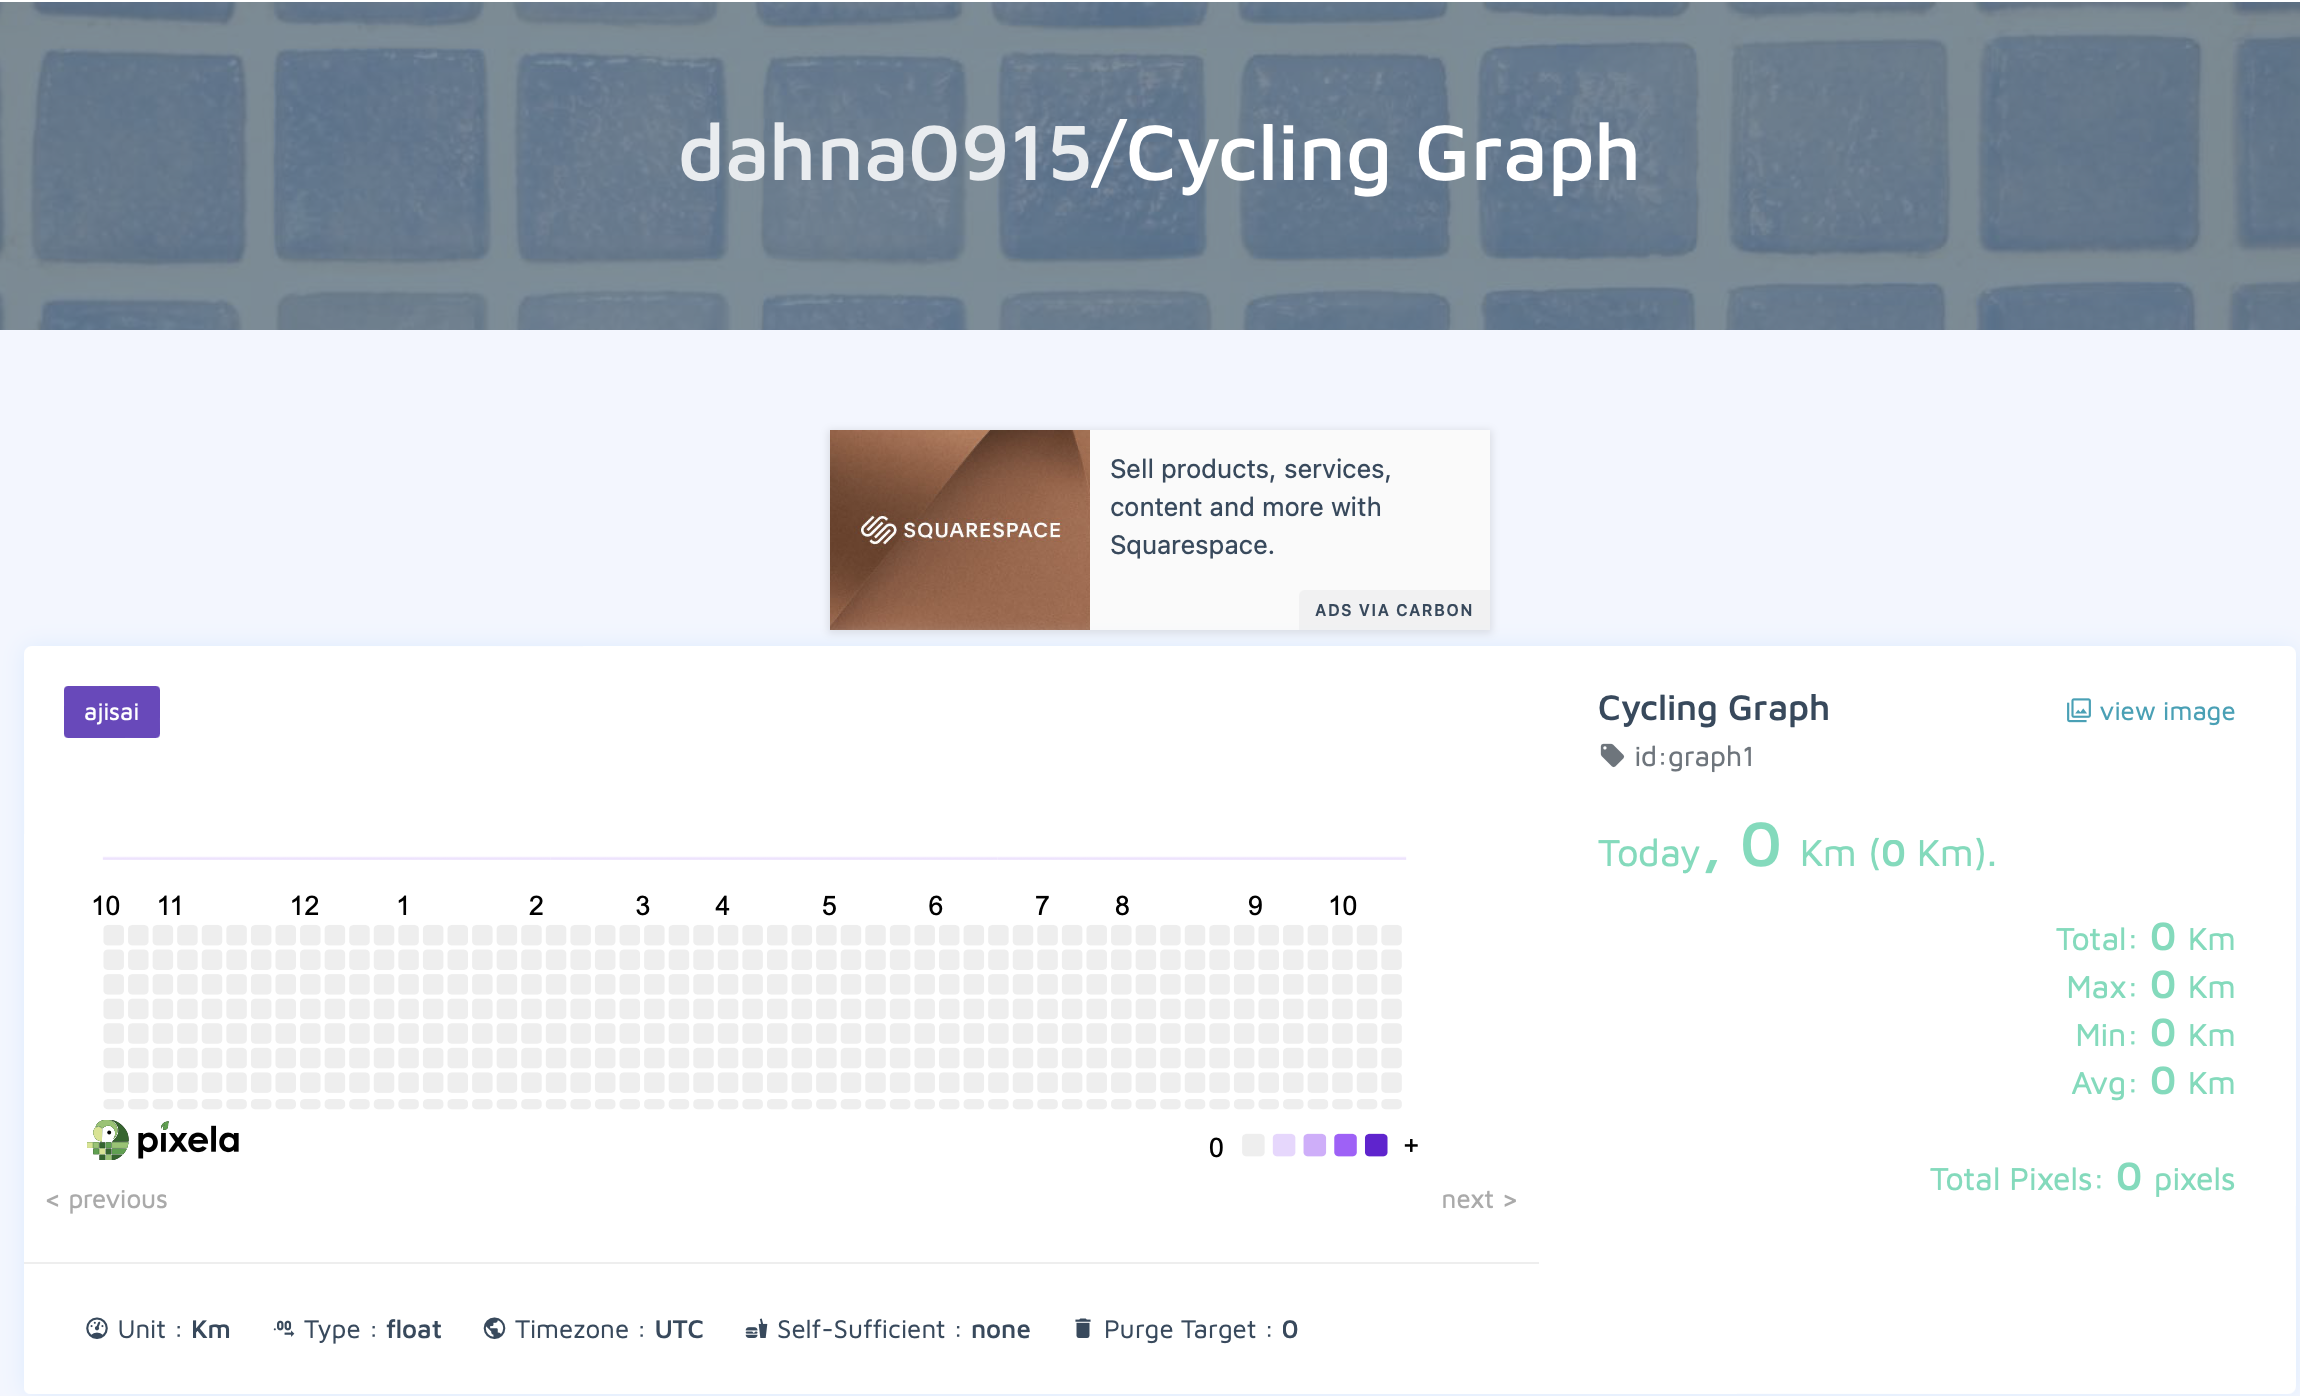 dahna0915/Cycling Graph
SQUARESPACE
Sell products, services,
content and more with
Squarespace.
ADS VIA CARBON
ajisai
10 11 12 1 2 3 4 5 6 7 8 9 10
pixela
0 +
< previous
next >
Cycling Graph
view image
id:graph1
Today, 0 Km (0 Km).
Total: 0 Km
Max: 0 Km
Min: 0 Km
Avg: 0 Km
Total Pixels: 0 pixels
Unit : Km .00 Type : float Timezone : UTC Self-Sufficient : none Purge Target : 0